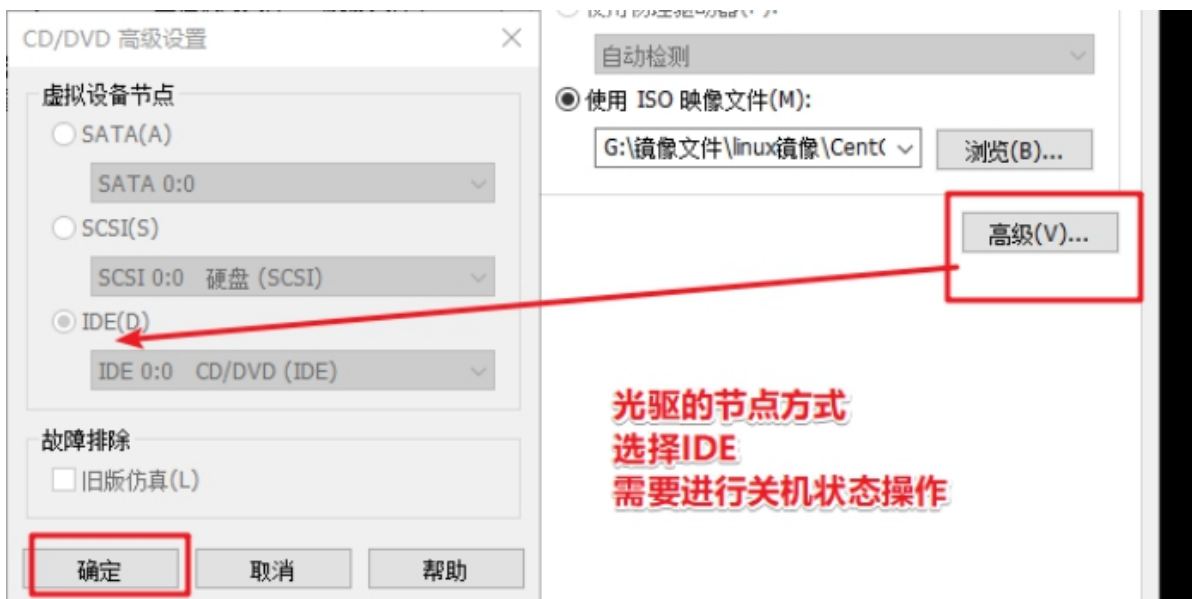 CD/DVD 高级设置
虚拟设备节点
SATA(A)
SATA 0:0
SCSI(S)
SCSI 0:0 硬盘 (SCSI)
IDE(D)
IDE 0:0 CD/DVD (IDE)
故障排除
旧版仿真(L)
确定
取消
帮助
自动检测
使用 ISO 映像文件(M):
G:\镜像文件\linux镜像\Cent
浏览(B)...
高级(V)...
光驱的节点方式
选择IDE
需要进行关机状态操作